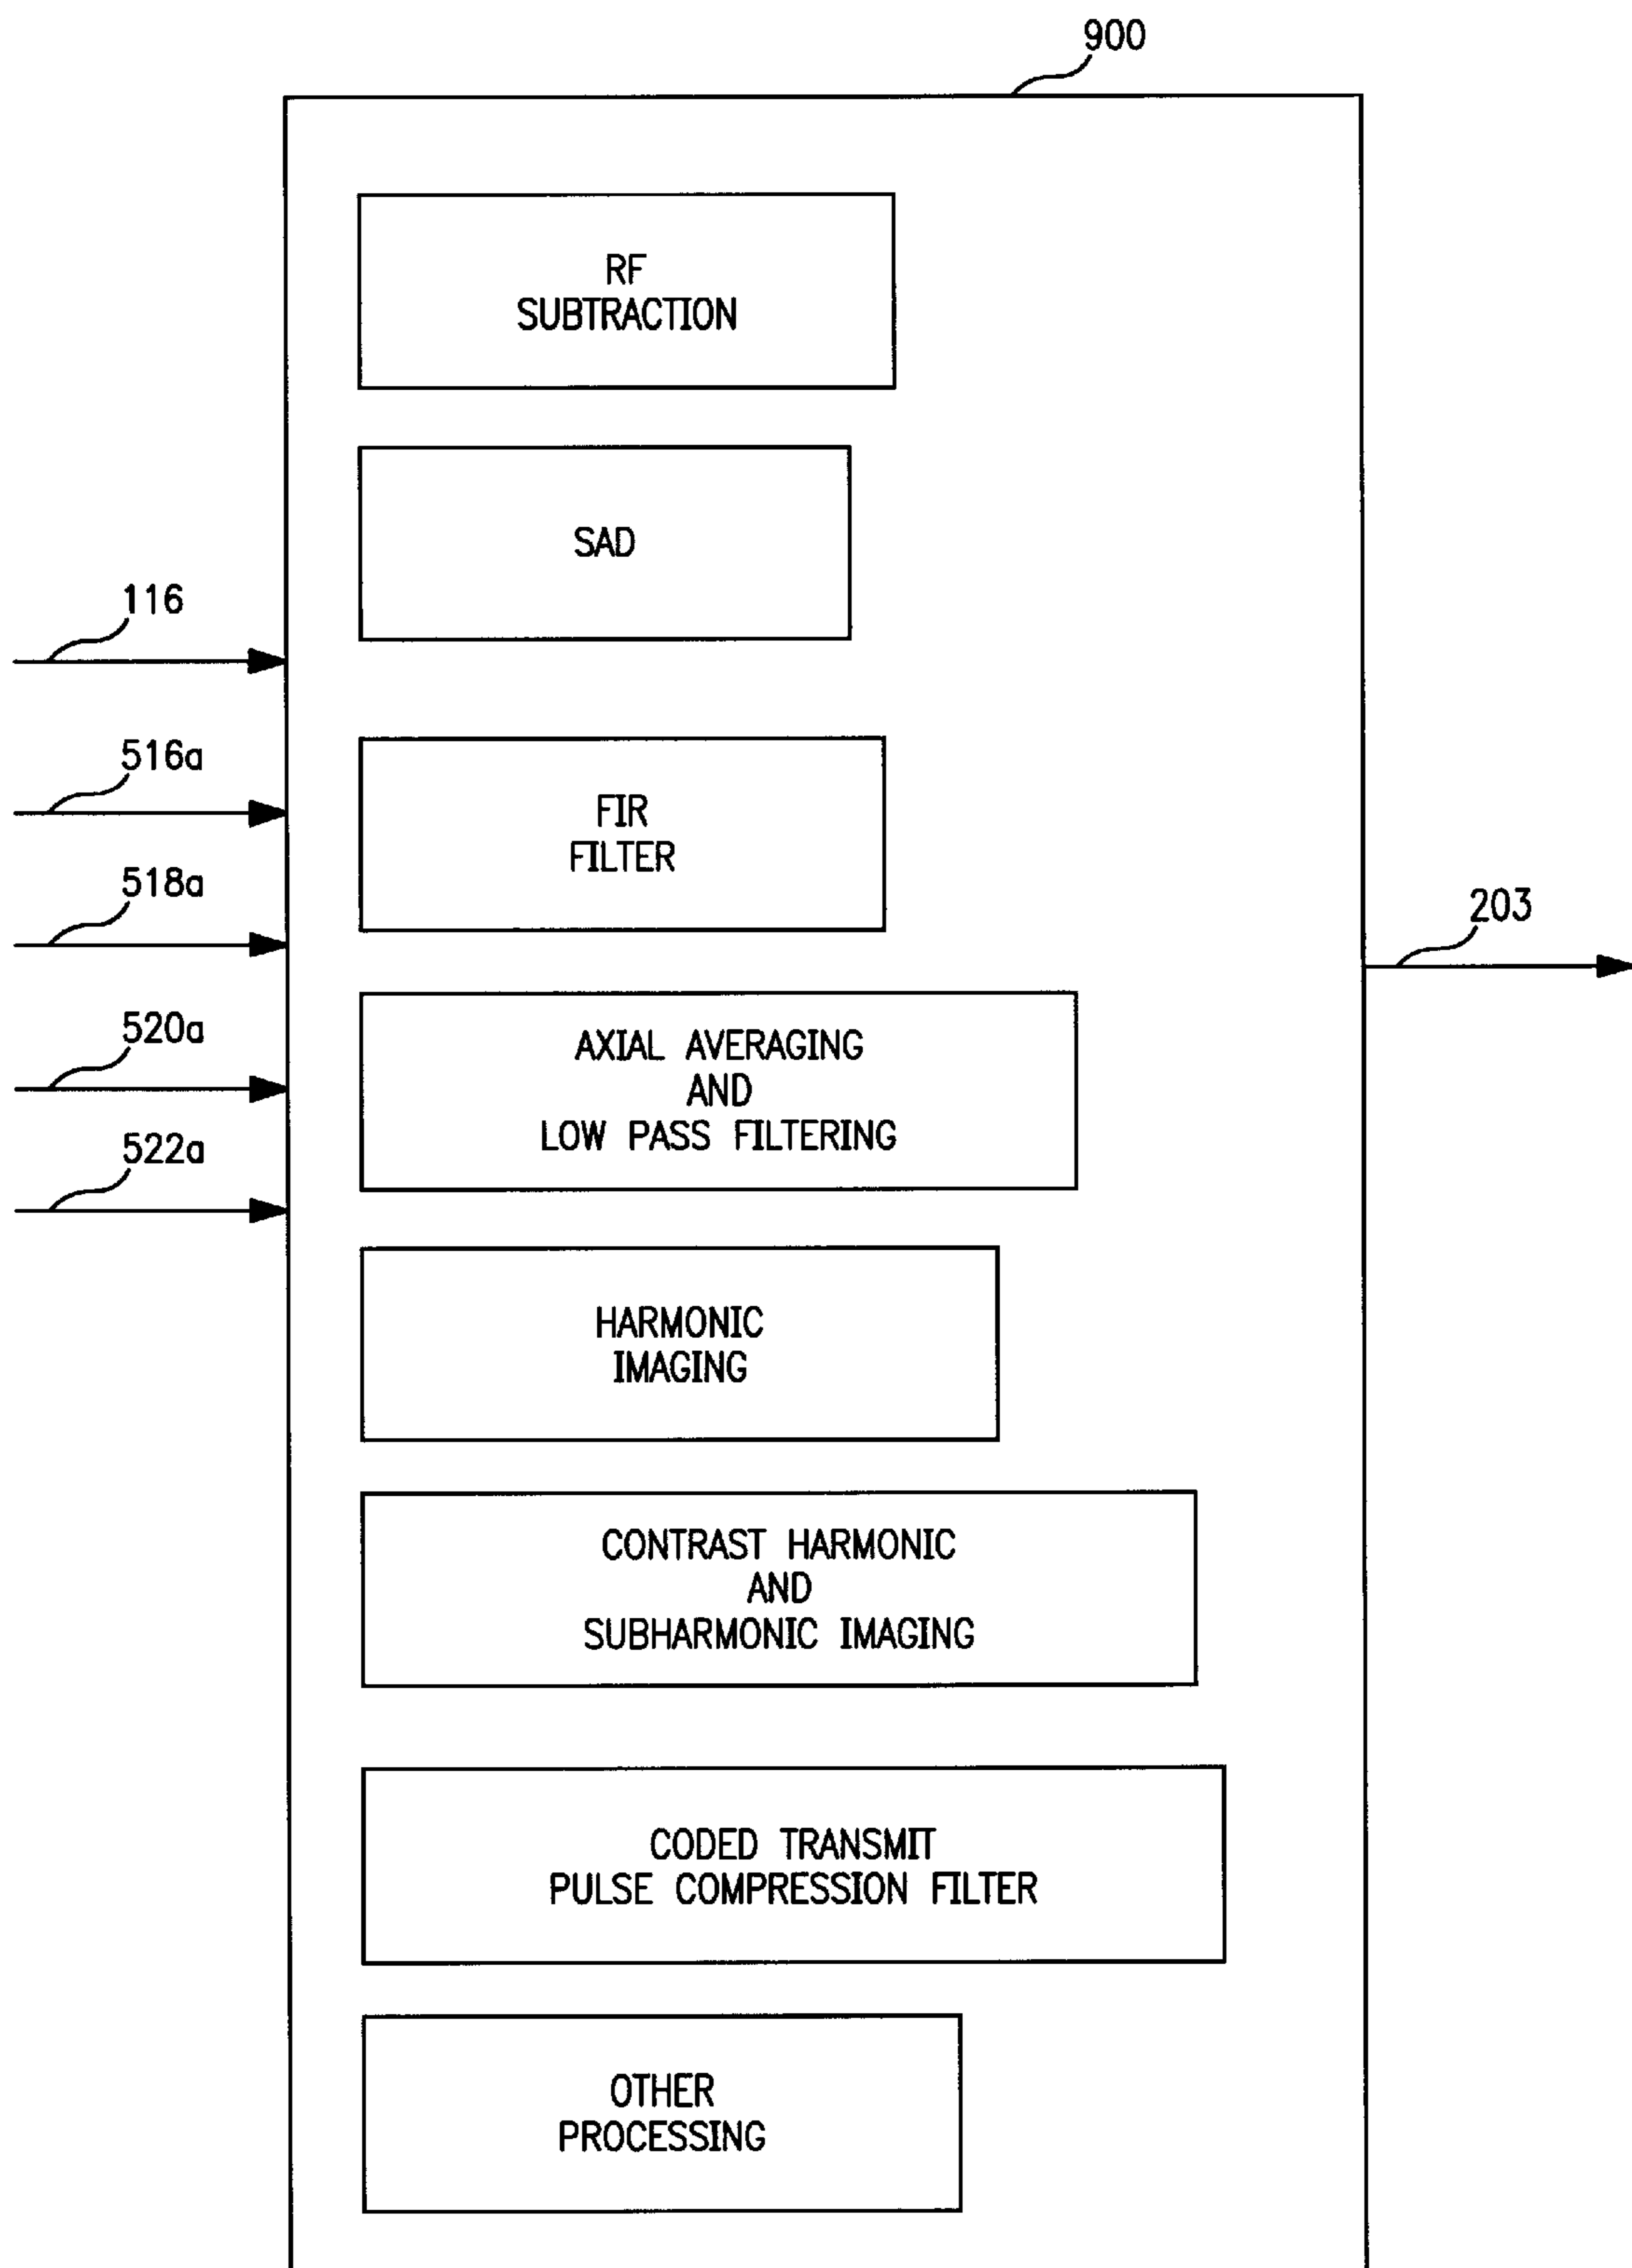 900
RF
SUBTRACTION
SAD
116
516a
FIR
FILTER
518a
203
520a
AXIAL AVERAGING
AND
LOW PASS FILTERING
522a
HARMONIC
IMAGING
CONTRAST HARMONIC
AND
SUBHARMONIC IMAGING
CODED TRANSMIT
PULSE COMPRESSION FILTER
OTHER
PROCESSING